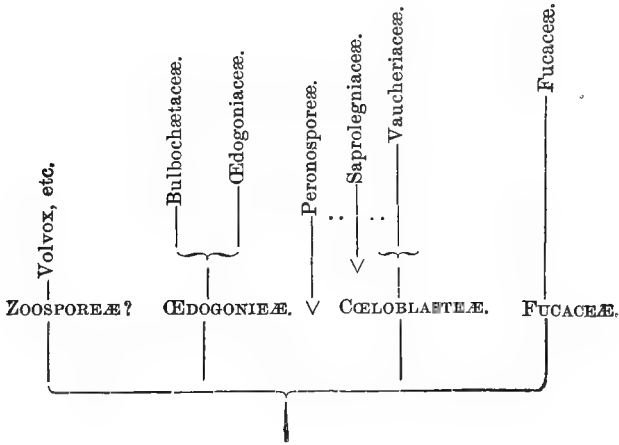 Volvox, etc.
Bulbochætaceæ.
Œdogoniaceæ.
Peronosporeæ.
Saprolegniaceæ.
Vaucheriaceæ.
Fucaceæ.
ZOOSPOREÆ?
ŒDOGONIEÆ.
CŒLOBLASTEÆ.
FUCACEÆ.